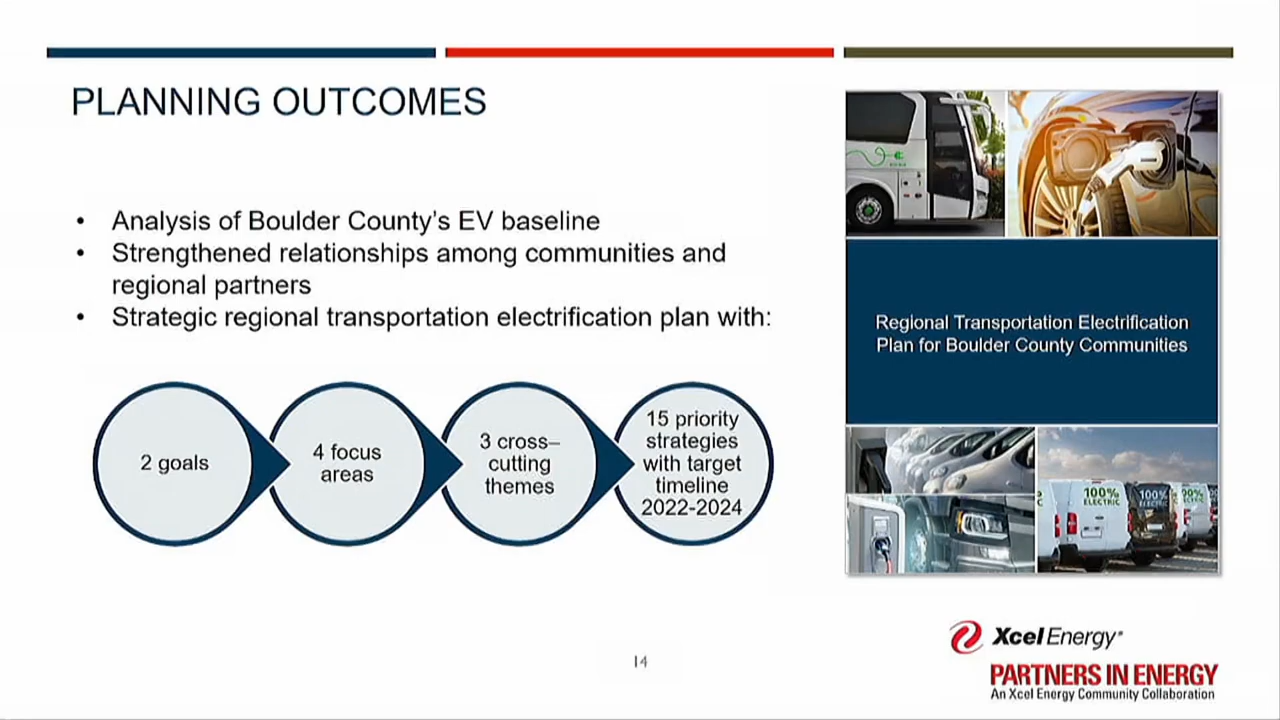 PLANNING OUTCOMES
• Analysis of Boulder County's EV baseline
• Strengthened relationships among communities and
regional partners
• Strategic regional transportation electrification plan with:
2 goals
4 focus
areas
3 cross–
cutting
themes
15 priority
strategies
with target
timeline
2022-2024
Regional Transportation Electrification
Plan for Boulder County Communities
100%
ELECTRIC
100%
14
Xcel Energy®
PARTNERS IN ENERGY
An Xcel Energy Community Collaboration